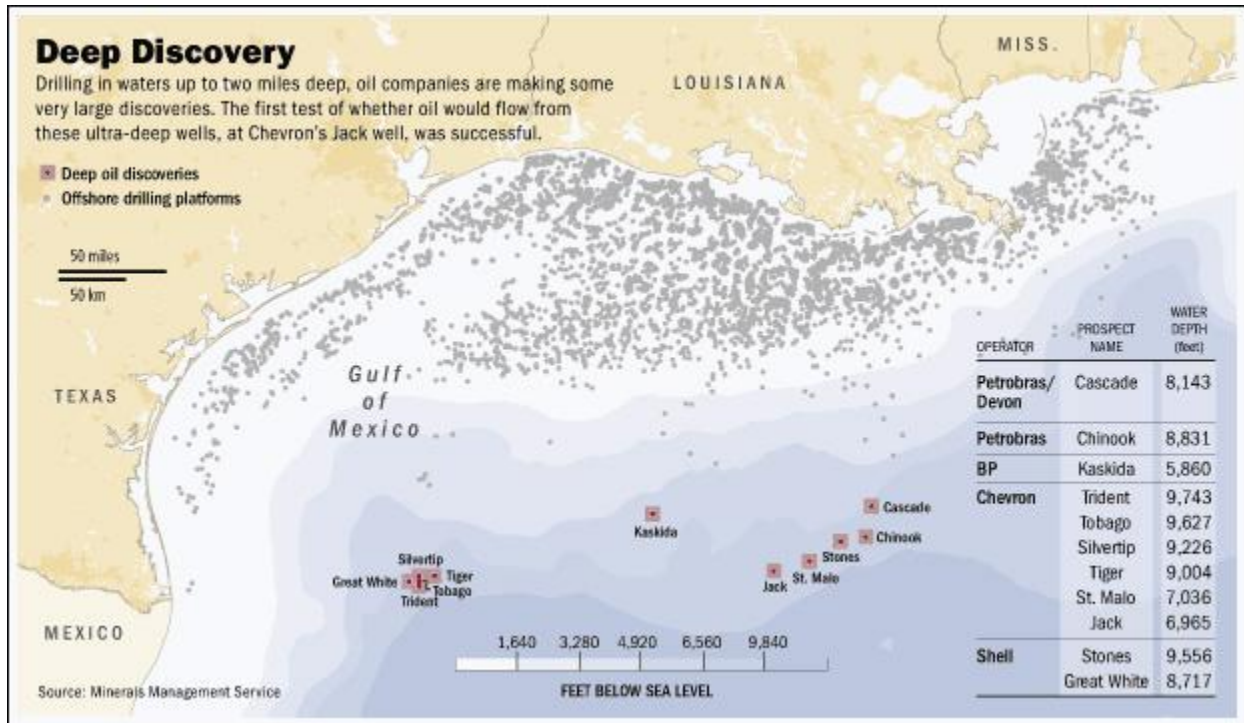 Deep Discovery
Drilling in waters up to two miles deep, oil companies are making some
very large discoveries. The first test of whether oil would flow from
these ultra-deep wells, at Chevron's Jack well, was successful.
Deep oil discoveries
Offshore drilling platforms
50 miles
50 km
MISS.
LOUISIANA
TEXAS
MEXICO
Gulf
of
Mexico
Kaskida
Cascade
Chinook
Stones
St. Malo
Jack
Silvertip
Great White
Tiger
Tobago
Trident
1,640 3,280 4,920 6,560 9,840
FEET BELOW SEA LEVEL
Source: Minerals Management Service
OPERATOR PROSPECT NAME WATER DEPTH (feet)
Petrobras/ Cascade 8,143
Devon
Petrobras Chinook 8,831
BP Kaskida 5,860
Chevron Trident 9,743
Tobago 9,627
Silvertip 9,226
Tiger 9,004
St. Malo 7,036
Jack 6,965
Shell Stones 9,556
Great White 8,717